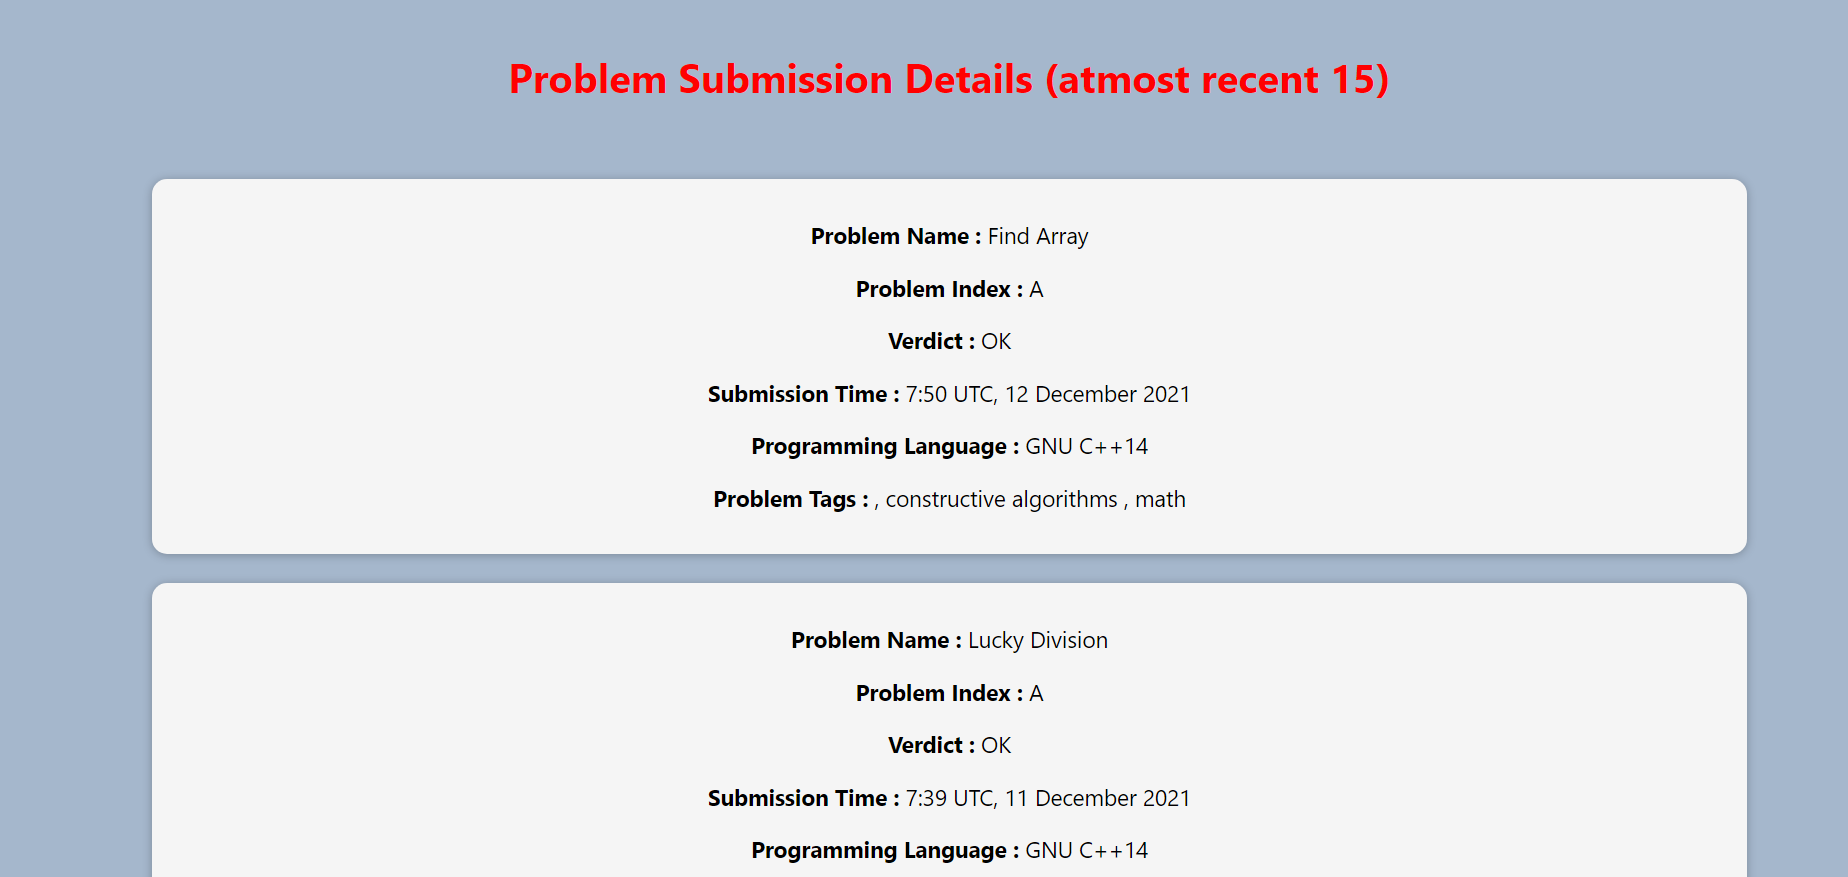 Problem Submission Details (atmost recent 15)
Problem Name : Find Array
Problem Index : A
Verdict : OK
Submission Time : 7:50 UTC, 12 December 2021
Programming Language : GNU C++14
Problem Tags : , constructive algorithms , math
Problem Name : Lucky Division
Problem Index : A
Verdict : OK
Submission Time : 7:39 UTC, 11 December 2021
Programming Language : GNU C++14